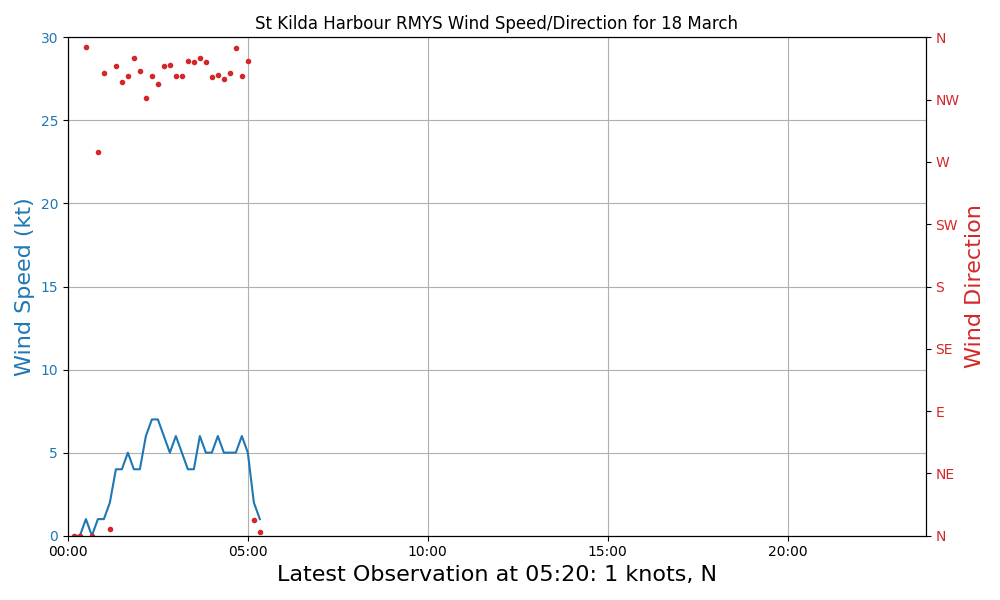 St Kilda Harbour RMYS Wind Speed/Direction for 18 March
30
25
20
15
10
5
0
Wind Speed (kt)
N
NW
W
SW
S
SE
E
NE
N
Wind Direction
00:00
05:00
10:00
15:00
20:00
Latest Observation at 05:20: 1 knots, N